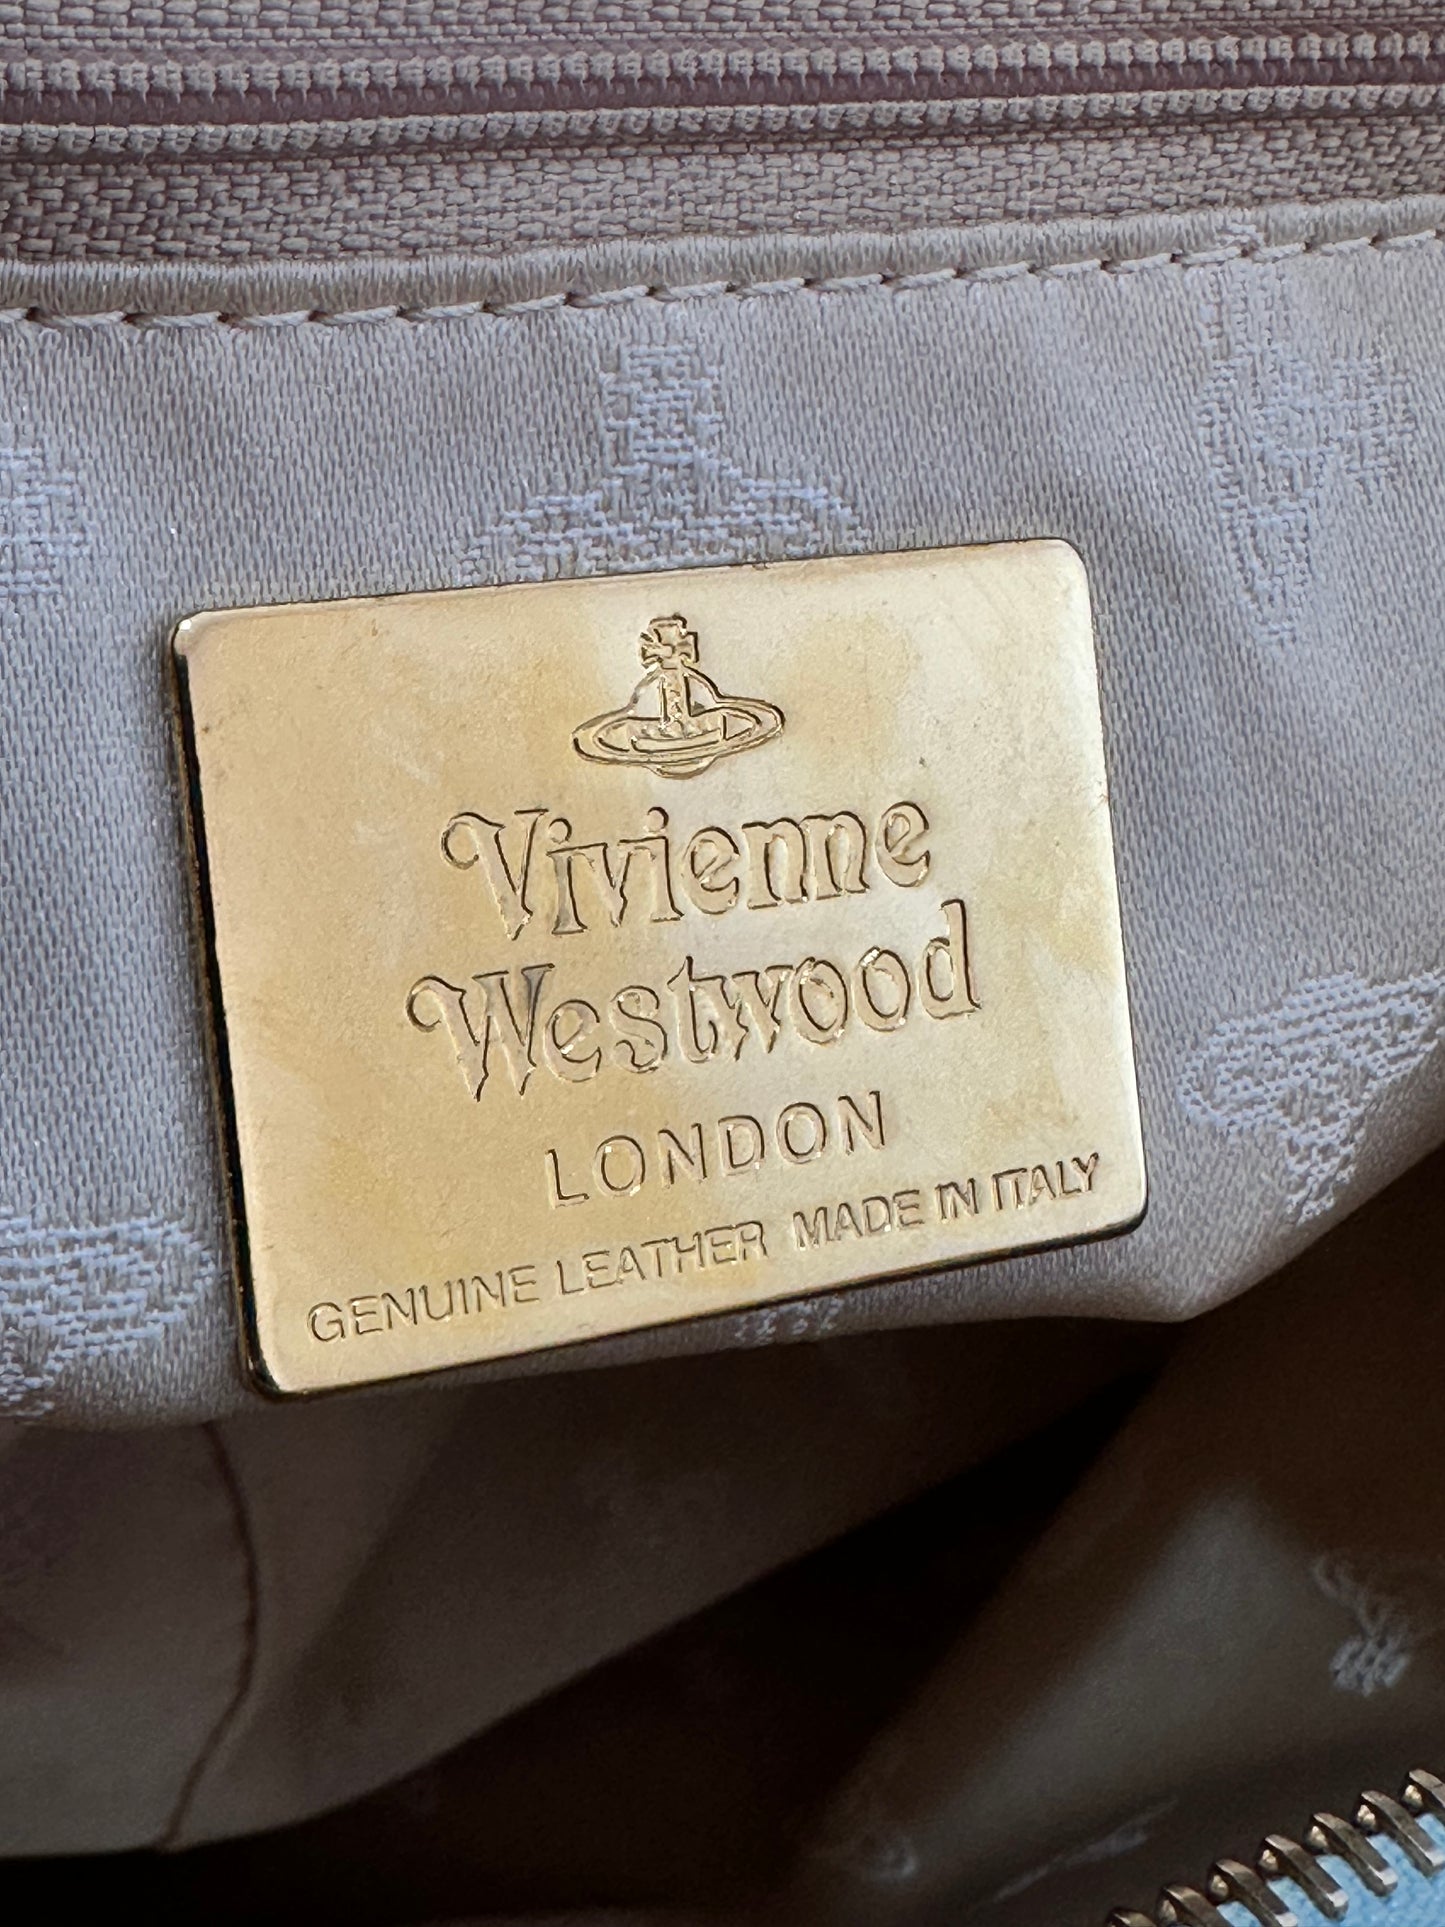 Vivienne
Westwood
LONDON
GENUINE LEATHER MADE IN ITALY